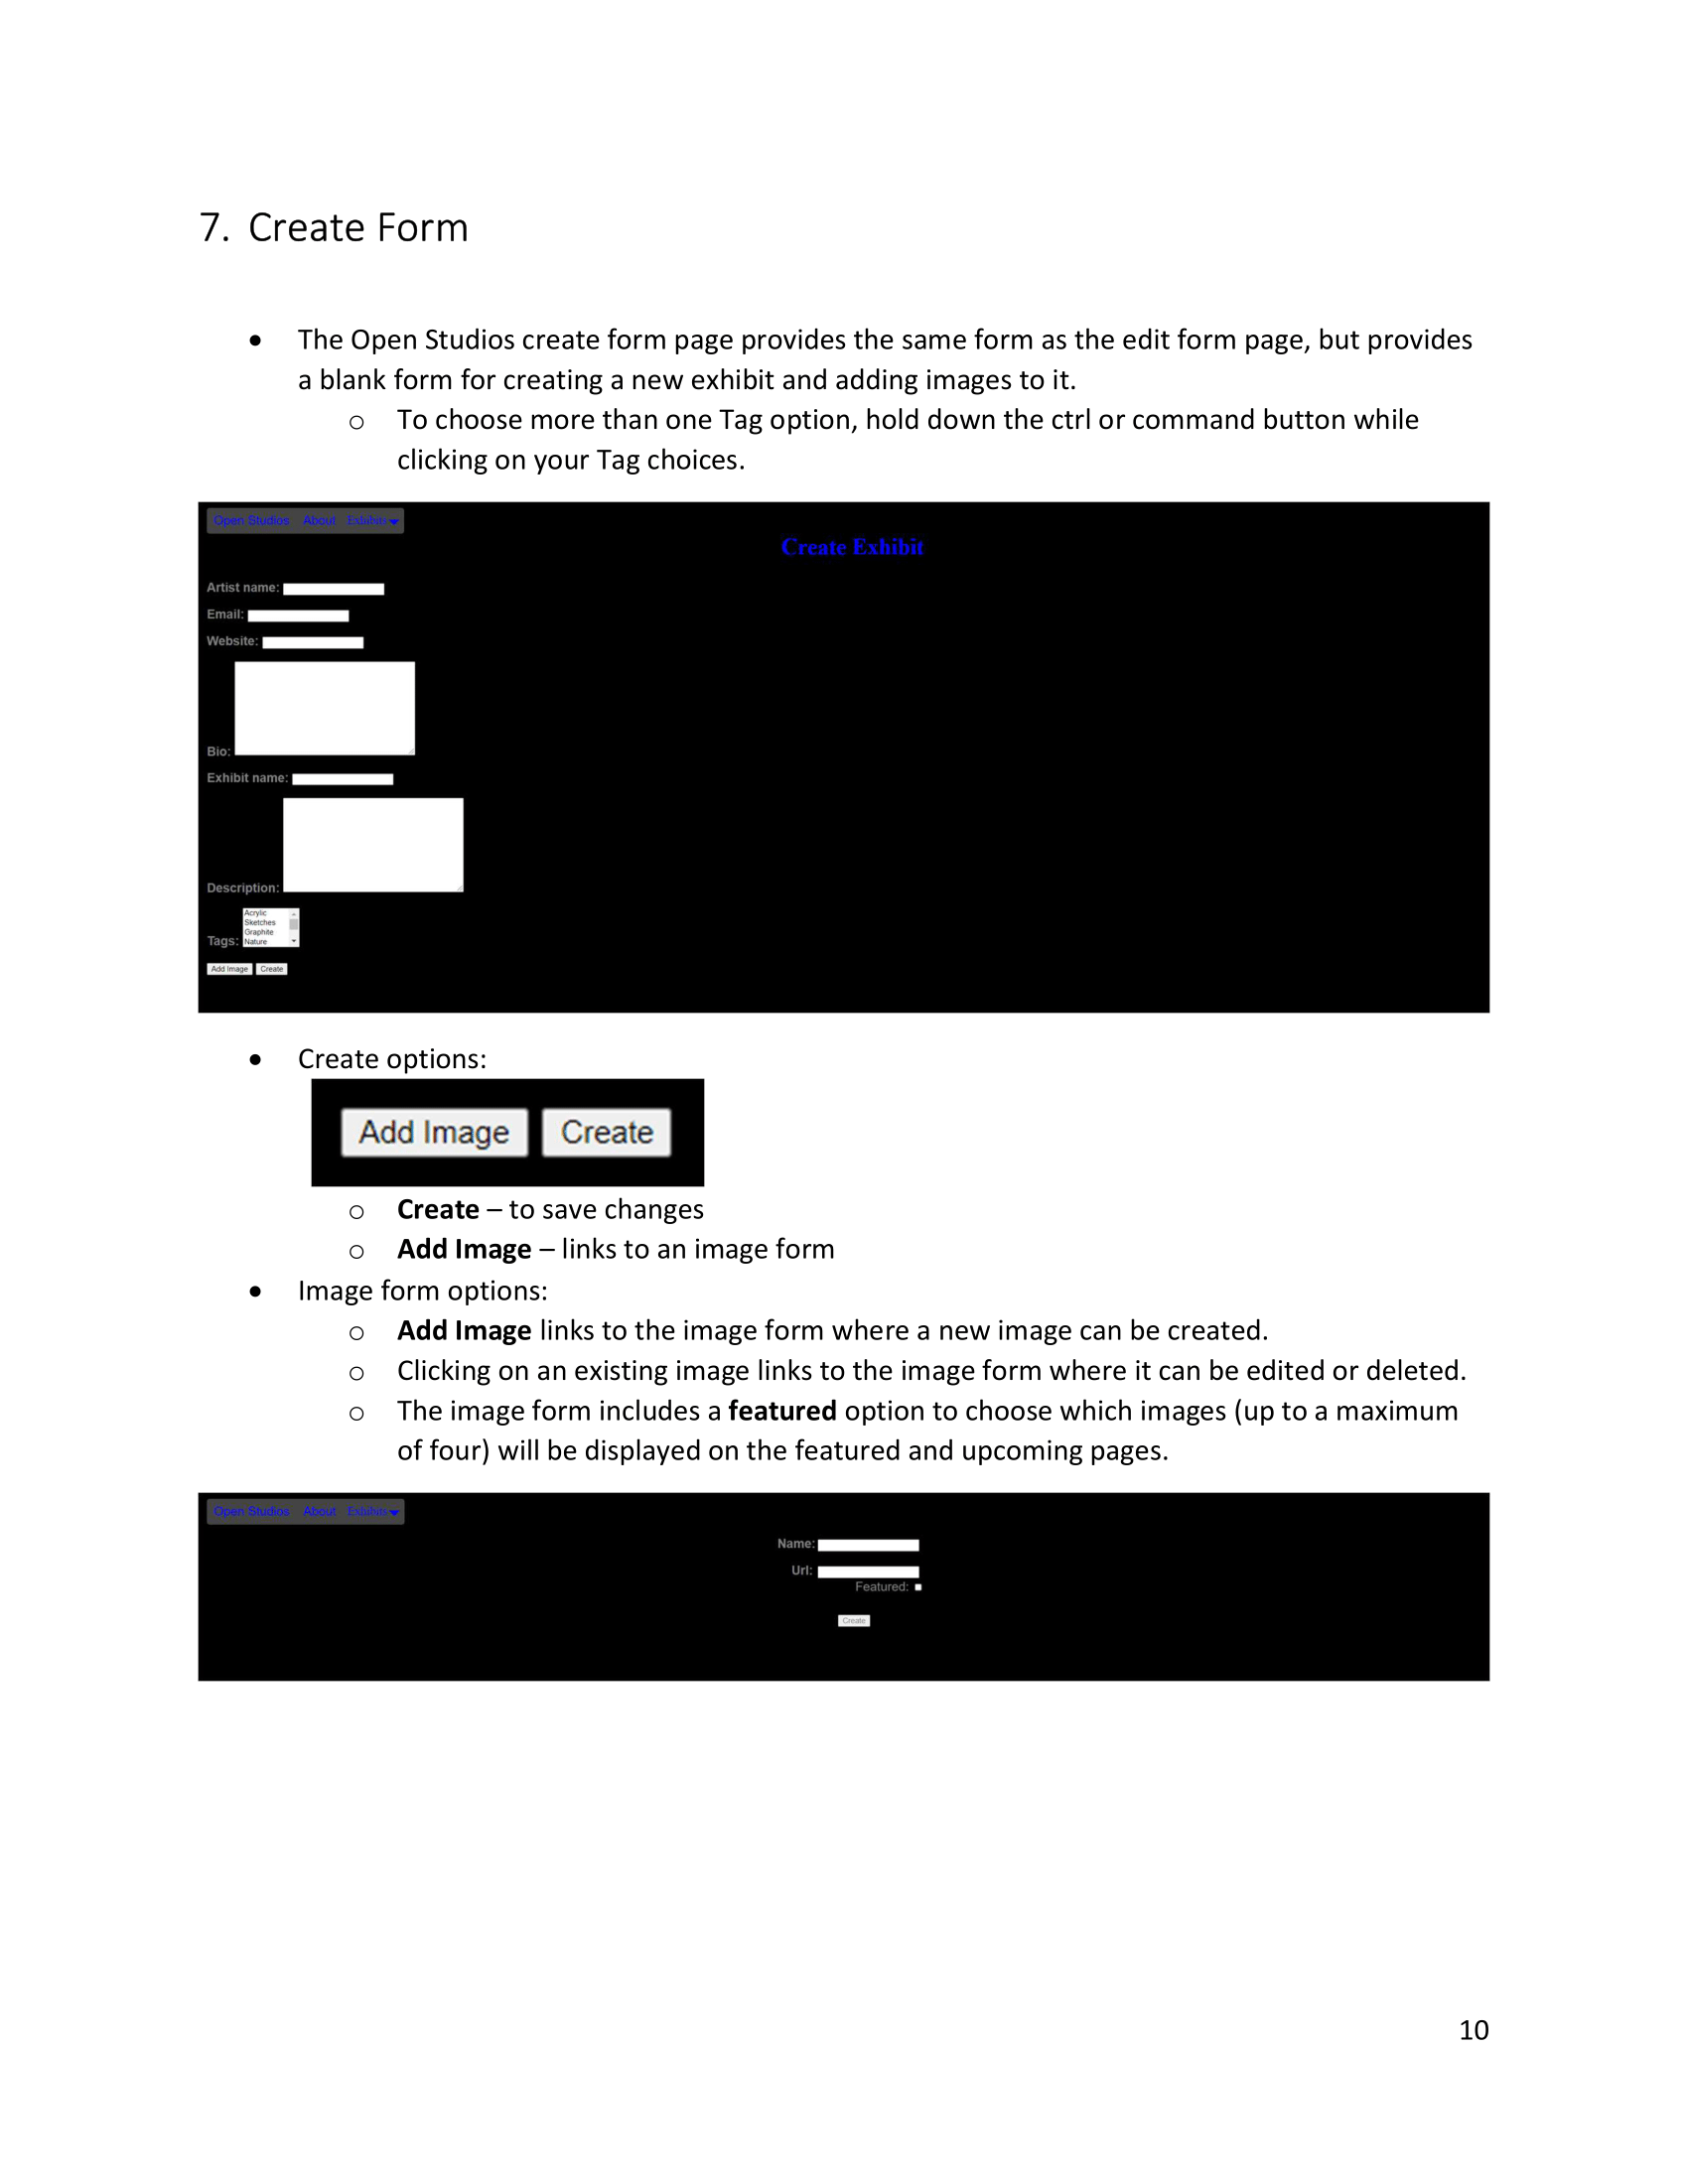 7. Create Form
• The Open Studios create form page provides the same form as the edit form page, but provides
a blank form for creating a new exhibit and adding images to it.
o To choose more than one Tag option, hold down the ctrl or command button while
clicking on your Tag choices.
Open Studios About Exhibits
Create Exhibit
Artist name:
Email:
Website:
Bio:
Exhibit name:
Description:
Acrylic
Sketches
Graphite
Tags: Nature
Add Image Create
• Create options:
Add Image Create
o Create – to save changes
o Add Image – links to an image form
• Image form options:
o Add Image links to the image form where a new image can be created.
o Clicking on an existing image links to the image form where it can be edited or deleted.
o The image form includes a featured option to choose which images (up to a maximum
of four) will be displayed on the featured and upcoming pages.
Open Studios About Exhibits
Name:
Url:
Featured:
Create
10